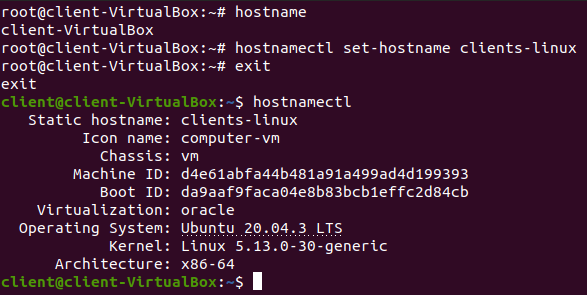 root@client-VirtualBox:~# hostname
client-VirtualBox
root@client-VirtualBox:~# hostnamectl set-hostname clients-linux
root@client-VirtualBox:~# exit
exit
client@client-VirtualBox:~$ hostnamectl
   Static hostname: clients-linux
         Icon name: computer-vm
           Chassis: vm
        Machine ID: d4e61abfa44b481a91a499ad4d199393
           Boot ID: da9aaf9faca04e8b83bcb1effc2d84cb
    Virtualization: oracle
  Operating System: Ubuntu 20.04.3 LTS
            Kernel: Linux 5.13.0-30-generic
      Architecture: x86-64
client@client-VirtualBox:~$